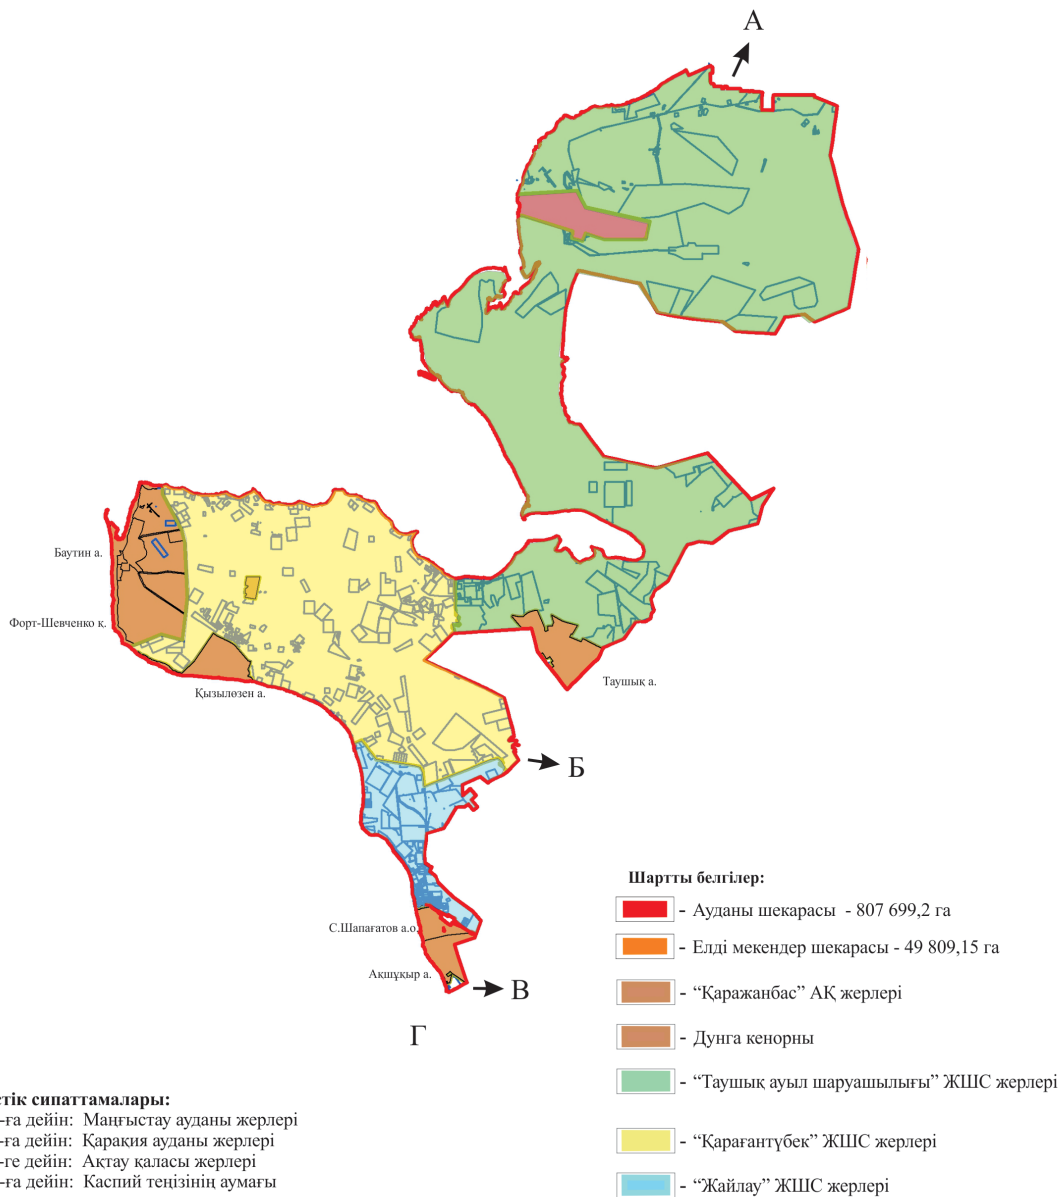 А
Баутин а.
Форт-Шевченко қ.
Қызылөзен а.
Таушық а.
Б
С.Шапағатов а.о.
Ақшұқыр а.
В
Г
Шартты белгілер:
- Ауданы шекарасы - 807 699,2 га
- Елді мекендер шекарасы - 49 809,15 га
- “Қаражанбас” АҚ жерлері
- Дунга кенорны
- “Таушық ауыл шаруашылығы” ЖШС жерлері
- “Қарағантүбек” ЖШС жерлері
- “Жайлау” ЖШС жерлері
стік сипаттамалары:
-ға дейін: Маңғыстау ауданы жерлері
-ға дейін: Қарақия ауданы жерлері
-ге дейін: Ақтау қаласы жерлері
-ға дейін: Каспий теңізінің аумағы